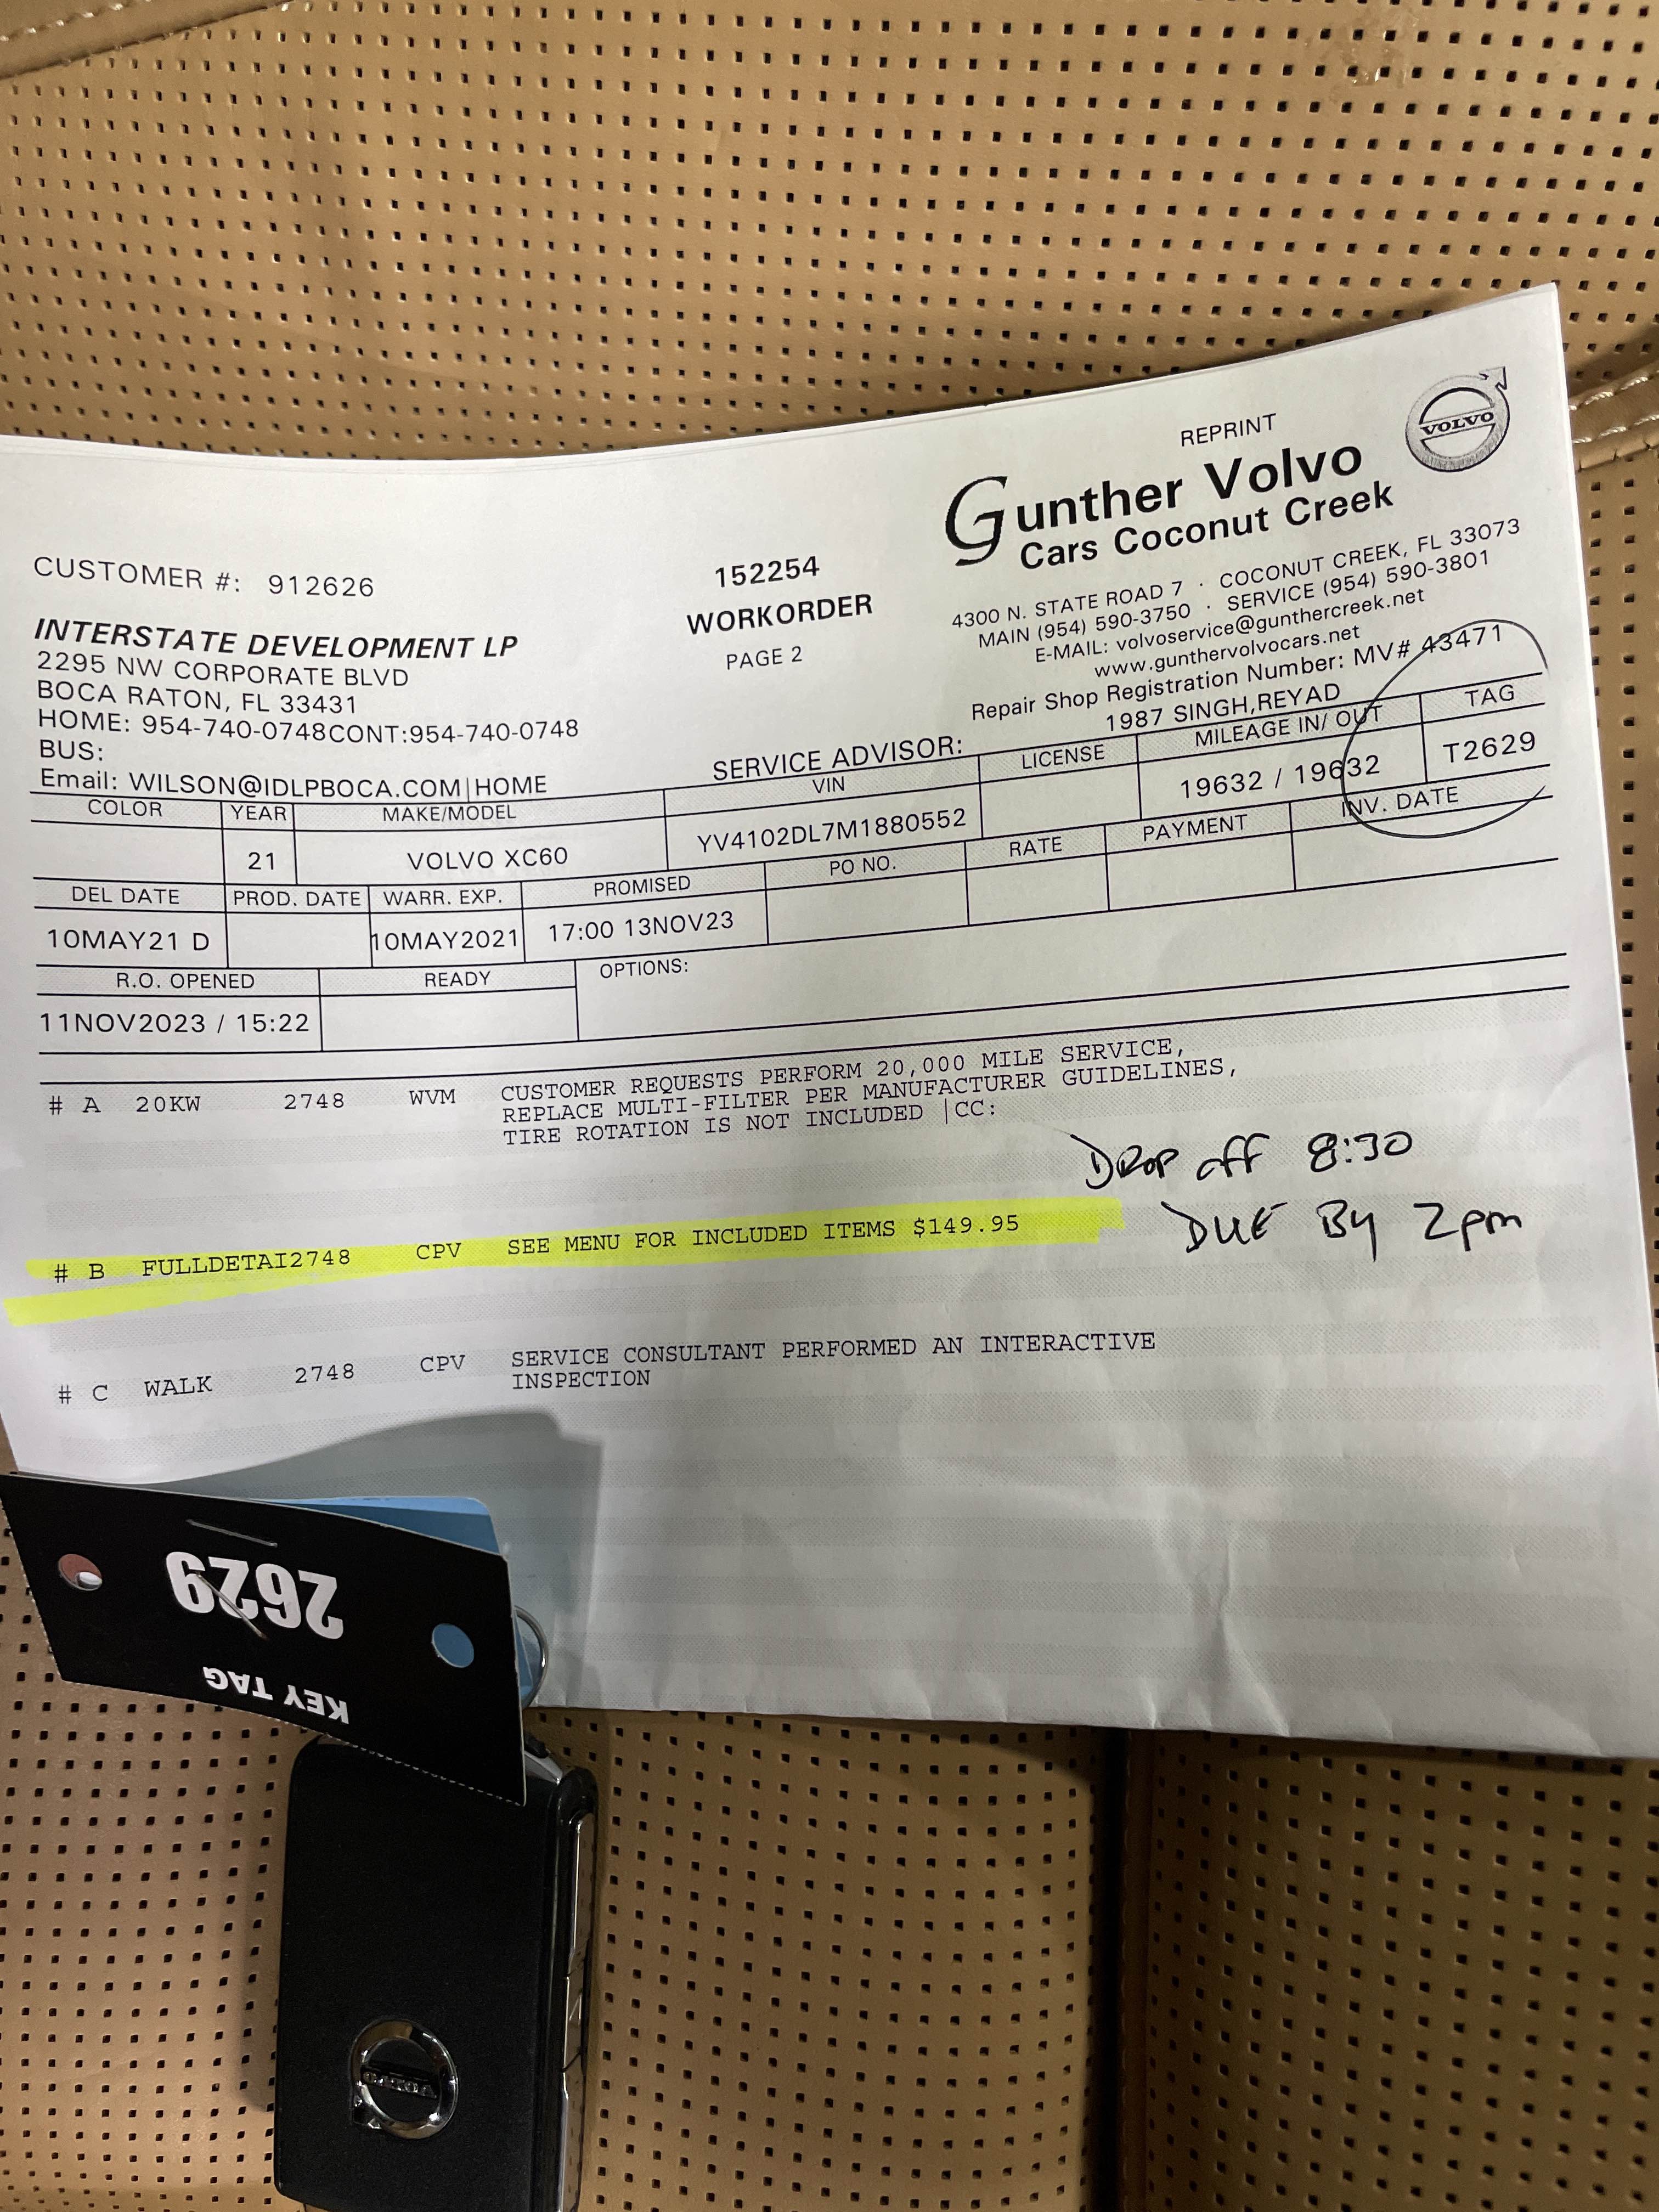 REPRINT
VOLVO
Gunther Volvo
Cars Coconut Creek
4300 N. STATE ROAD 7 · COCONUT CREEK, FL 33073
MAIN (954) 590-3750 · SERVICE (954) 590-3801
E-MAIL: volvoservice@gunthercreek.net
www.gunthervolvocars.net
Repair Shop Registration Number: MV# 43471
CUSTOMER #: 912626
152254
WORKORDER
PAGE 2
INTERSTATE DEVELOPMENT LP
2295 NW CORPORATE BLVD
BOCA RATON, FL 33431
HOME: 954-740-0748CONT:954-740-0748
BUS:
Email: WILSON@IDLPBOCA.COM|HOME
SERVICE ADVISOR: 1987 SINGH,REYAD
COLOR YEAR MAKE/MODEL VIN LICENSE MILEAGE IN/ OUT TAG
21 VOLVO XC60 YV4102DL7M1880552 19632 / 19632 T2629
DEL DATE PROD. DATE WARR. EXP. PROMISED PO NO. RATE PAYMENT INV. DATE
10MAY21 D 10MAY2021 17:00 13NOV23
R.O. OPENED READY OPTIONS:
11NOV2023 / 15:22
# A 20KW 2748 WVM CUSTOMER REQUESTS PERFORM 20,000 MILE SERVICE,
REPLACE MULTI-FILTER PER MANUFACTURER GUIDELINES,
TIRE ROTATION IS NOT INCLUDED |CC:
DROP off 8:30
DUE By 2pm
# B FULLDETAI2748 CPV SEE MENU FOR INCLUDED ITEMS $149.95
# C WALK 2748 CPV SERVICE CONSULTANT PERFORMED AN INTERACTIVE
INSPECTION
KEY TAG
2629
VOLVO